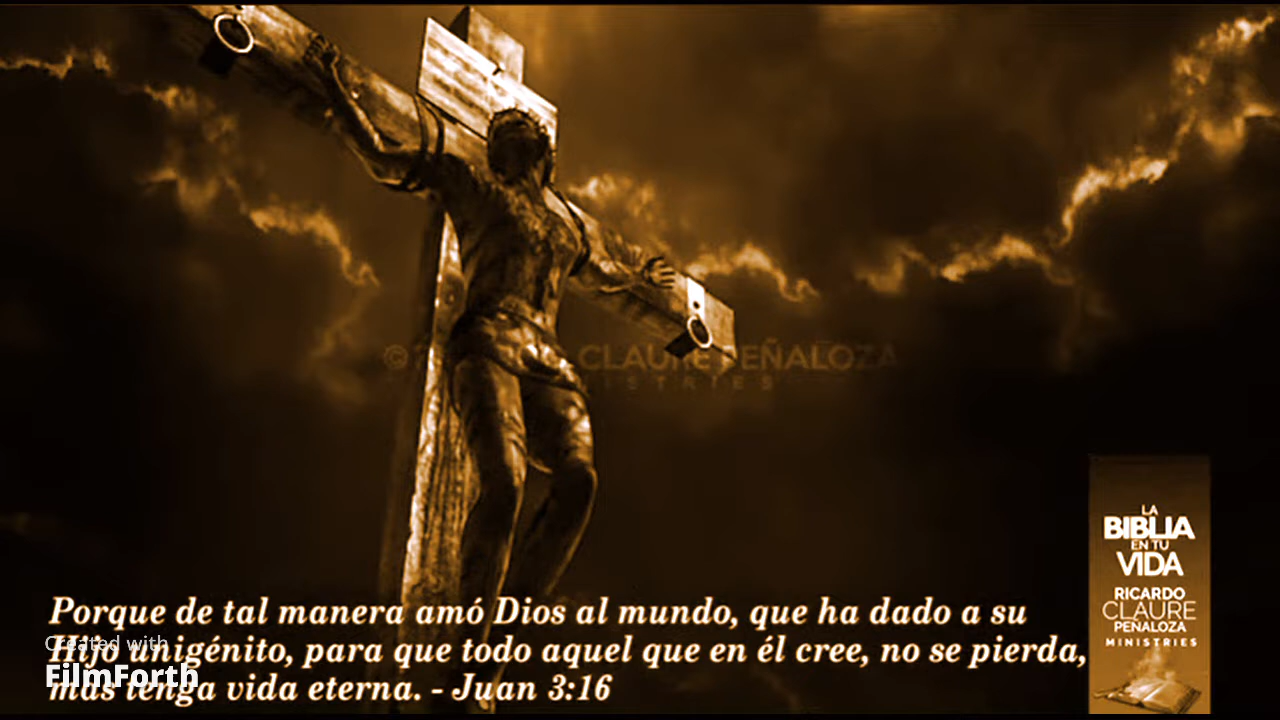 CLAURE PEÑALOZA
Porque de tal manera amó Dios al mundo, que ha dado a su
Hijo unigénito, para que todo aquel que en él cree, no se pierda,
mas tenga vida eterna. - Juan 3:16
Created with
FilmForth
LA
BIBLIA
EN TU
VIDA
RICARDO
CLAURE
PEÑALOZA
MINISTRIES